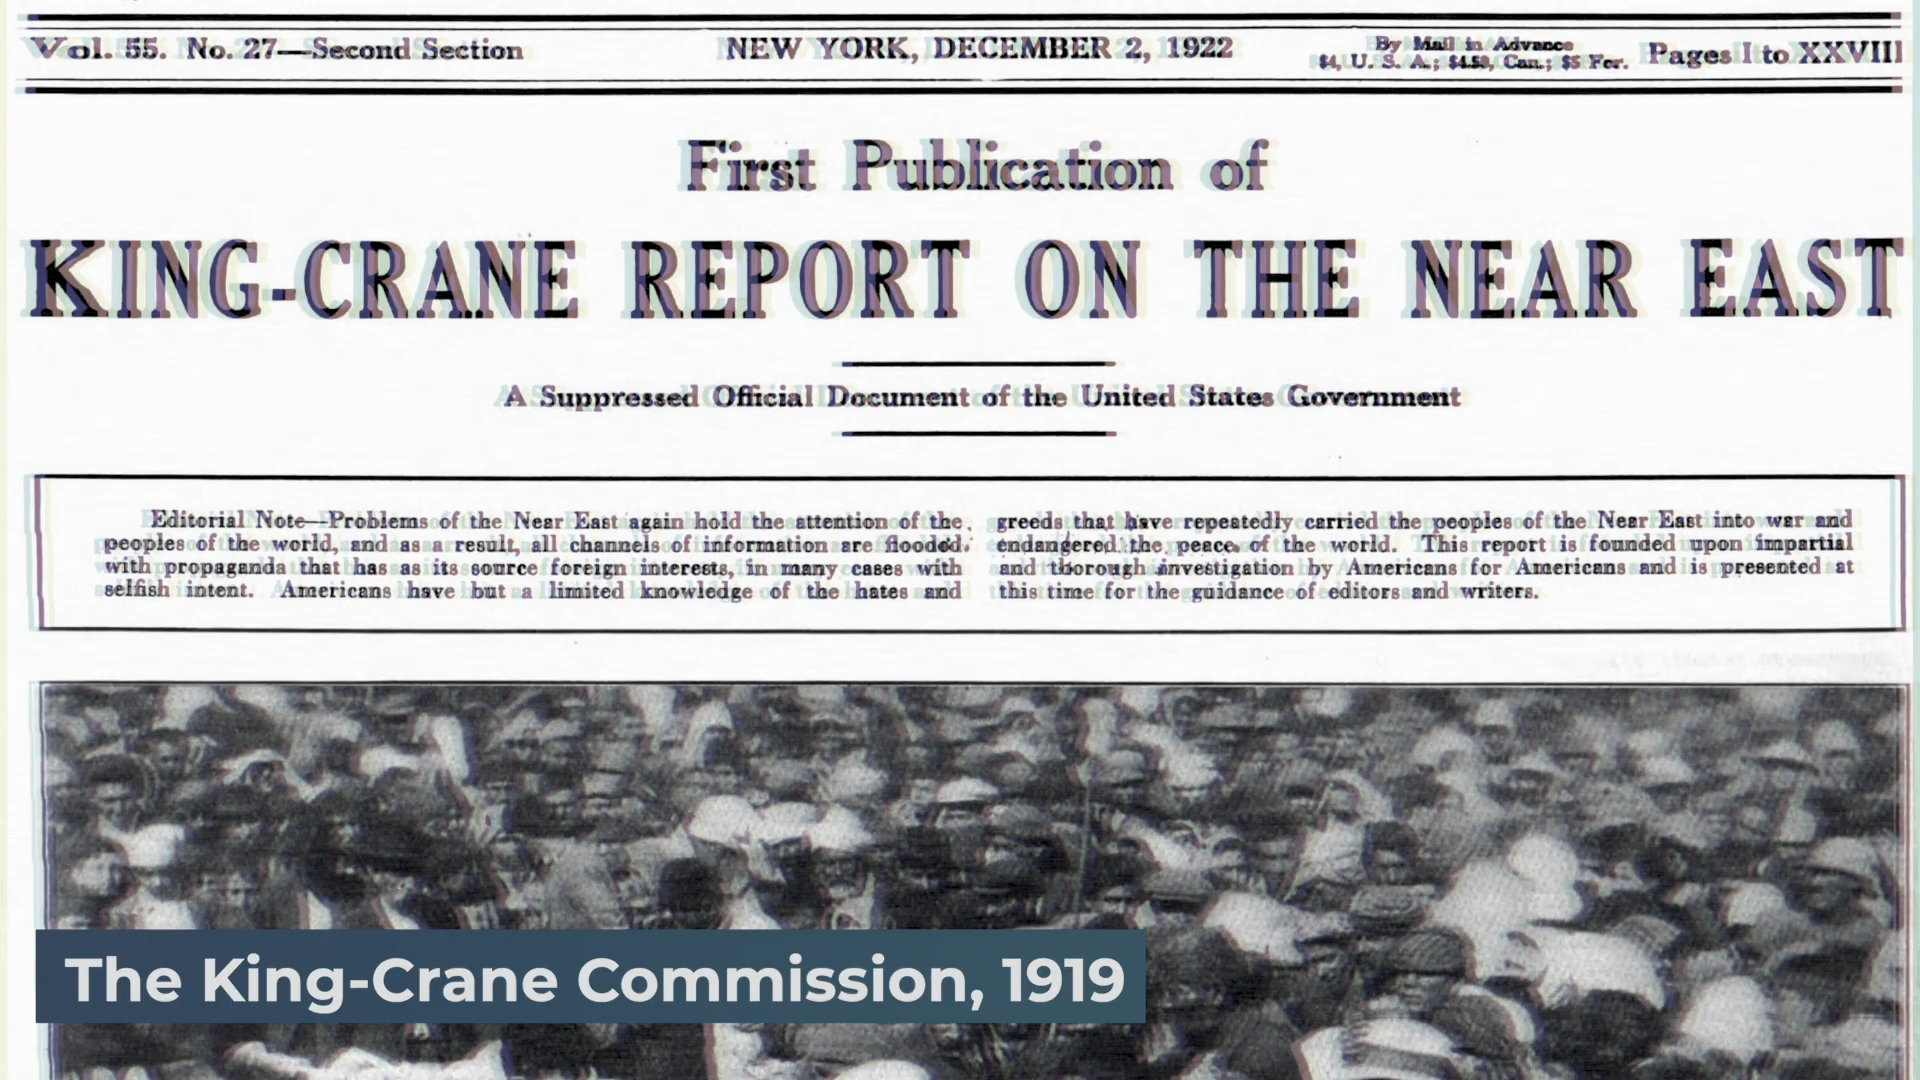 Vol. 55. No. 27—Second Section
NEW YORK, DECEMBER 2, 1922
By Mail in Advance
$4, U. S. A.; $4.50, Can.; $5 For.
Pages I to XXVIII
First Publication of
KING-CRANE REPORT ON THE NEAR EAST
A Suppressed Official Document of the United States Government
Editorial Note—Problems of the Near East again hold the attention of the
peoples of the world, and as a result, all channels of information are flooded
with propaganda that has as its source foreign interests, in many cases with
selfish intent. Americans have but a limited knowledge of the hates and
greeds that have repeatedly carried the peoples of the Near East into war and
endangered the peace of the world. This report is founded upon impartial
and thorough investigation by Americans for Americans and is presented at
this time for the guidance of editors and writers.
The King-Crane Commission, 1919